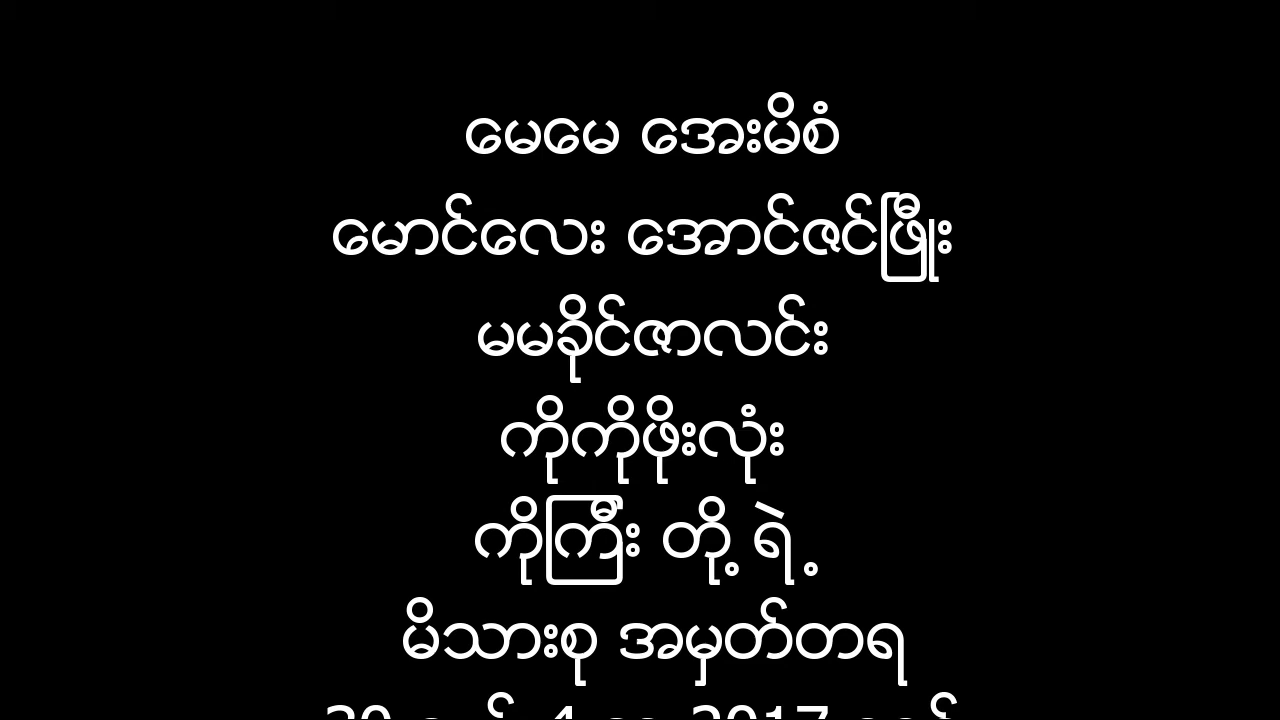 မေမေ အေးမိစံ
မောင်လေး အောင်ဇင်ဖြိုး
မမခိုင်ဇာလင်း
ကိုကိုဖိုးလုံး
ကိုကြီး တို့ ရဲ့
မိသားစု အမှတ်တရ